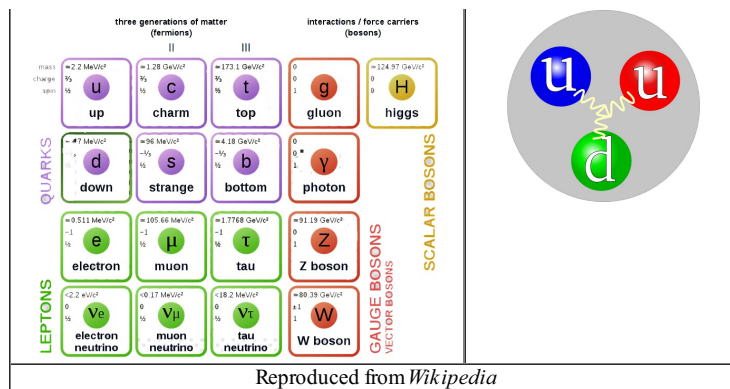 three generations of matter
(fermions)
interactions / force carriers
(bosons)
II III
mass ≃2.2 MeV/c² ≃1.28 GeV/c² ≃173.1 GeV/c² 0 ≃124.97 GeV/c²
charge ⅔ ⅔ ⅔ 0 0
spin ½ ½ ½ 1 0
u c t g H
up charm top gluon higgs
7 MeV/c² ≃96 MeV/c² ≃4.18 GeV/c² 0
−⅓ −⅓ 0
½ ½ ½ 1
d s b γ
down strange bottom photon
QUARKS
≃0.511 MeV/c² ≃105.66 MeV/c² ≃1.7768 GeV/c² ≃91.19 GeV/c²
−1 −1 −1 0
½ ½ ½ 1
e μ τ Z
electron muon tau Z boson
<2.2 eV/c² <0.17 MeV/c² <18.2 MeV/c² ≃80.39 GeV/c²
0 0 0 ±1
½ ½ ½ 1
νe νμ ντ W
electron muon tau W boson
neutrino neutrino neutrino
LEPTONS
GAUGE BOSONS
VECTOR BOSONS
SCALAR BOSONS
u u
d
Reproduced from Wikipedia